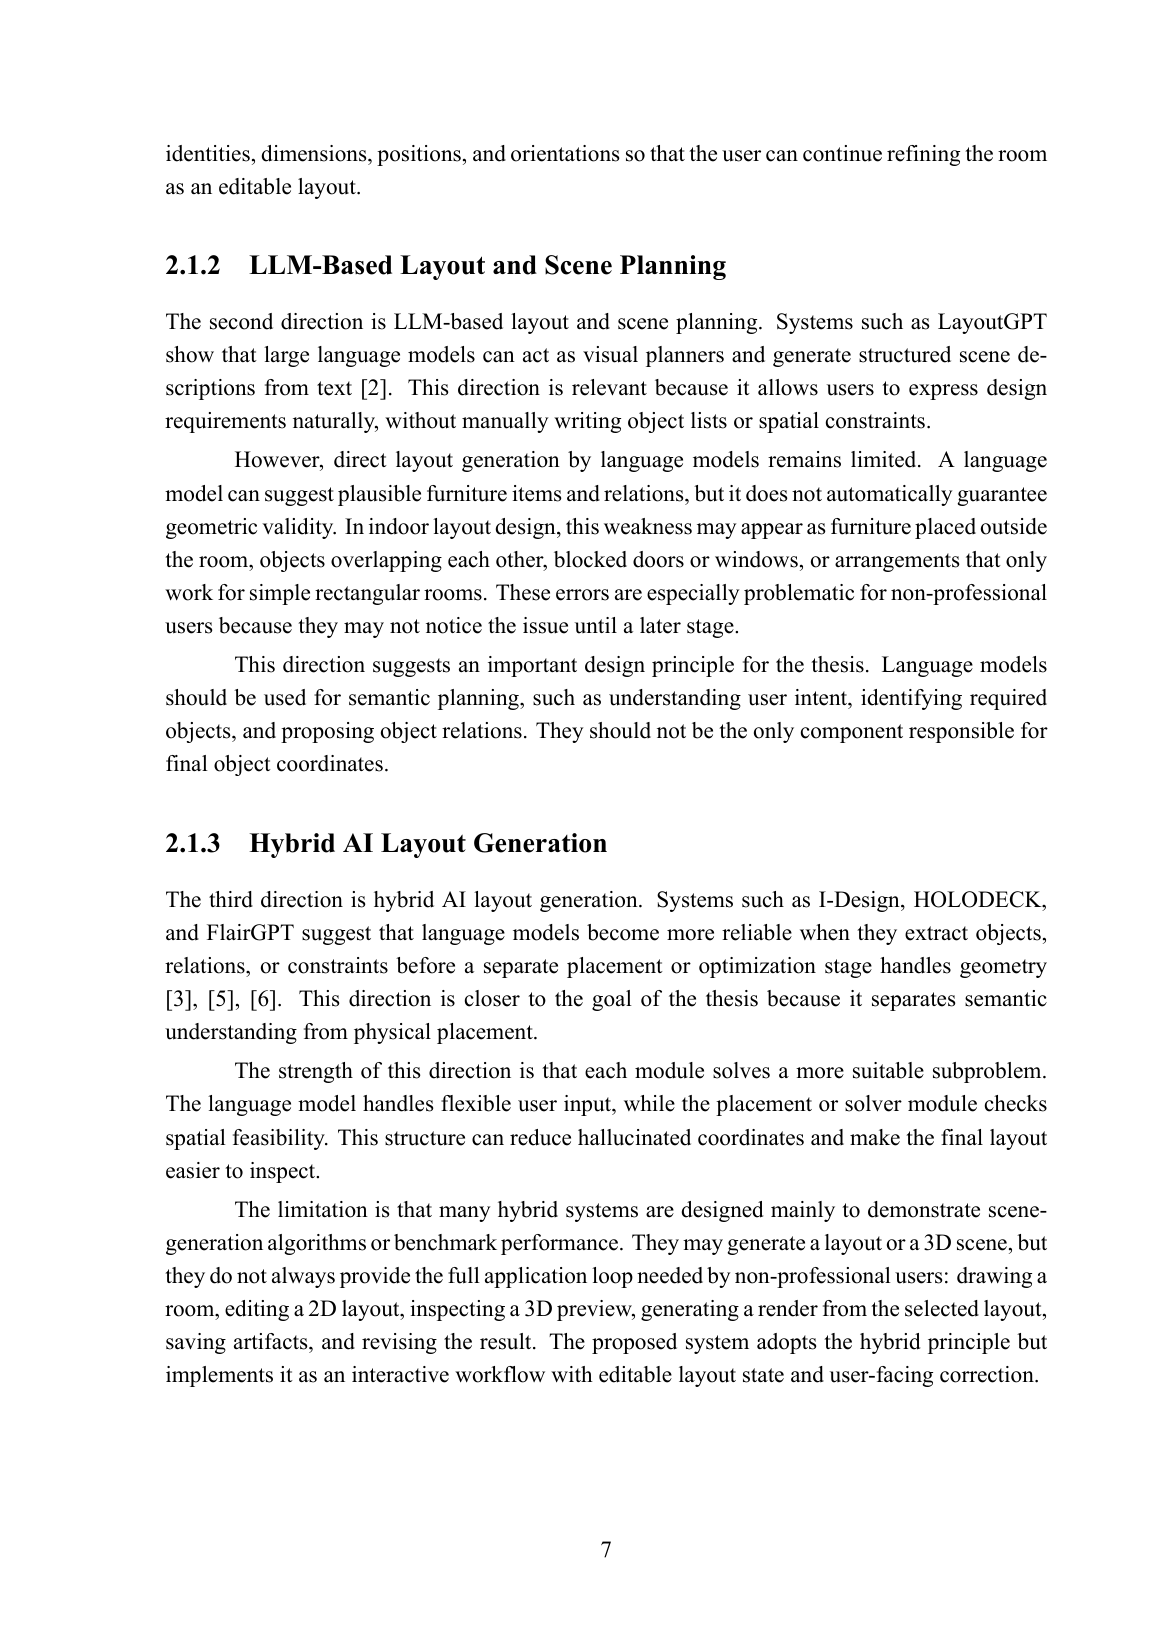 identities, dimensions, positions, and orientations so that the user can continue refining the room
as an editable layout.
2.1.2 LLM-Based Layout and Scene Planning
The second direction is LLM-based layout and scene planning. Systems such as LayoutGPT
show that large language models can act as visual planners and generate structured scene de-
scriptions from text [2]. This direction is relevant because it allows users to express design
requirements naturally, without manually writing object lists or spatial constraints.
However, direct layout generation by language models remains limited. A language
model can suggest plausible furniture items and relations, but it does not automatically guarantee
geometric validity. In indoor layout design, this weakness may appear as furniture placed outside
the room, objects overlapping each other, blocked doors or windows, or arrangements that only
work for simple rectangular rooms. These errors are especially problematic for non-professional
users because they may not notice the issue until a later stage.
This direction suggests an important design principle for the thesis. Language models
should be used for semantic planning, such as understanding user intent, identifying required
objects, and proposing object relations. They should not be the only component responsible for
final object coordinates.
2.1.3 Hybrid AI Layout Generation
The third direction is hybrid AI layout generation. Systems such as I-Design, HOLODECK,
and FlairGPT suggest that language models become more reliable when they extract objects,
relations, or constraints before a separate placement or optimization stage handles geometry
[3], [5], [6]. This direction is closer to the goal of the thesis because it separates semantic
understanding from physical placement.
The strength of this direction is that each module solves a more suitable subproblem.
The language model handles flexible user input, while the placement or solver module checks
spatial feasibility. This structure can reduce hallucinated coordinates and make the final layout
easier to inspect.
The limitation is that many hybrid systems are designed mainly to demonstrate scene-
generation algorithms or benchmark performance. They may generate a layout or a 3D scene, but
they do not always provide the full application loop needed by non-professional users: drawing a
room, editing a 2D layout, inspecting a 3D preview, generating a render from the selected layout,
saving artifacts, and revising the result. The proposed system adopts the hybrid principle but
implements it as an interactive workflow with editable layout state and user-facing correction.
7